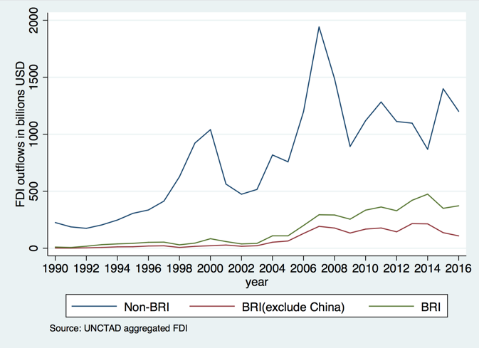 FDI outflows in billions USD
2000
1500
1000
500
0
1990 1992 1994 1996 1998 2000 2002 2004 2006 2008 2010 2012 2014 2016
year
Non-BRI BRI(exclude China) BRI
Source: UNCTAD aggregated FDI